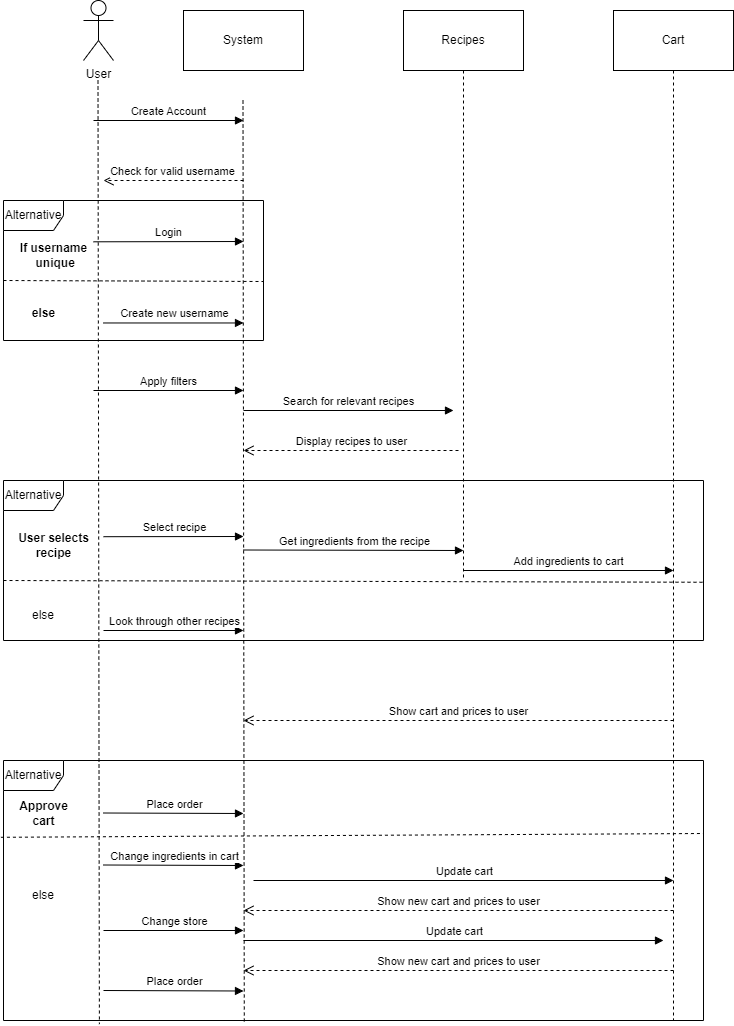 System
Recipes
Cart
User
Create Account
Check for valid username
Alternative
Login
If username
unique
else
Create new username
Apply filters
Search for relevant recipes
Display recipes to user
Alternative
Select recipe
User selects
recipe
Get ingredients from the recipe
Add ingredients to cart
else
Look through other recipes
Show cart and prices to user
Alternative
Approve
cart
Place order
Change ingredients in cart
Update cart
else
Show new cart and prices to user
Change store
Update cart
Show new cart and prices to user
Place order